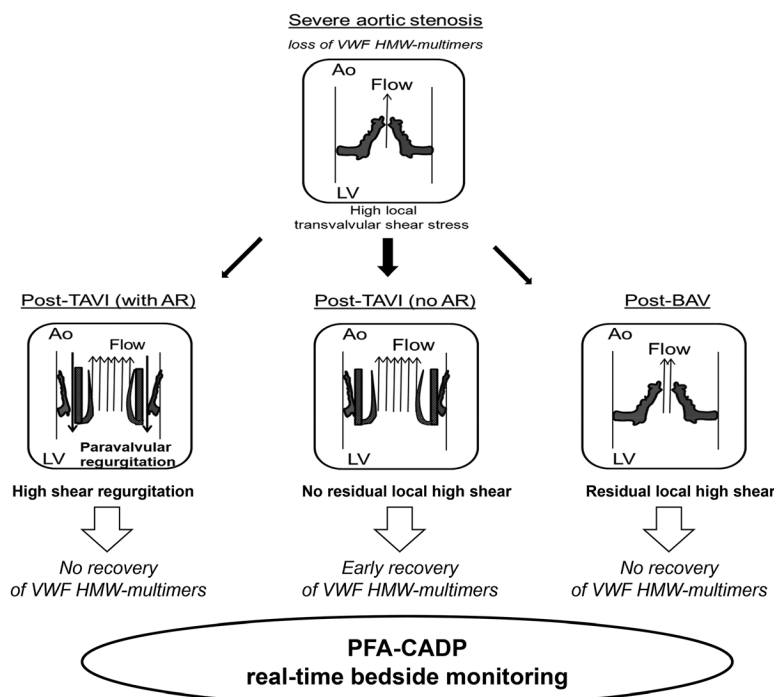 Severe aortic stenosis
loss of VWF HMW-multimers
Ao
Flow
LV
High local
transvalvular shear stress
Post-TAVI (with AR)
Ao
Flow
Paravalvular
regurgitation
LV
High shear regurgitation
No recovery
of VWF HMW-multimers
Post-TAVI (no AR)
Ao
Flow
LV
No residual local high shear
Early recovery
of VWF HMW-multimers
Post-BAV
Ao
Flow
LV
Residual local high shear
No recovery
of VWF HMW-multimers
PFA-CADP
real-time bedside monitoring